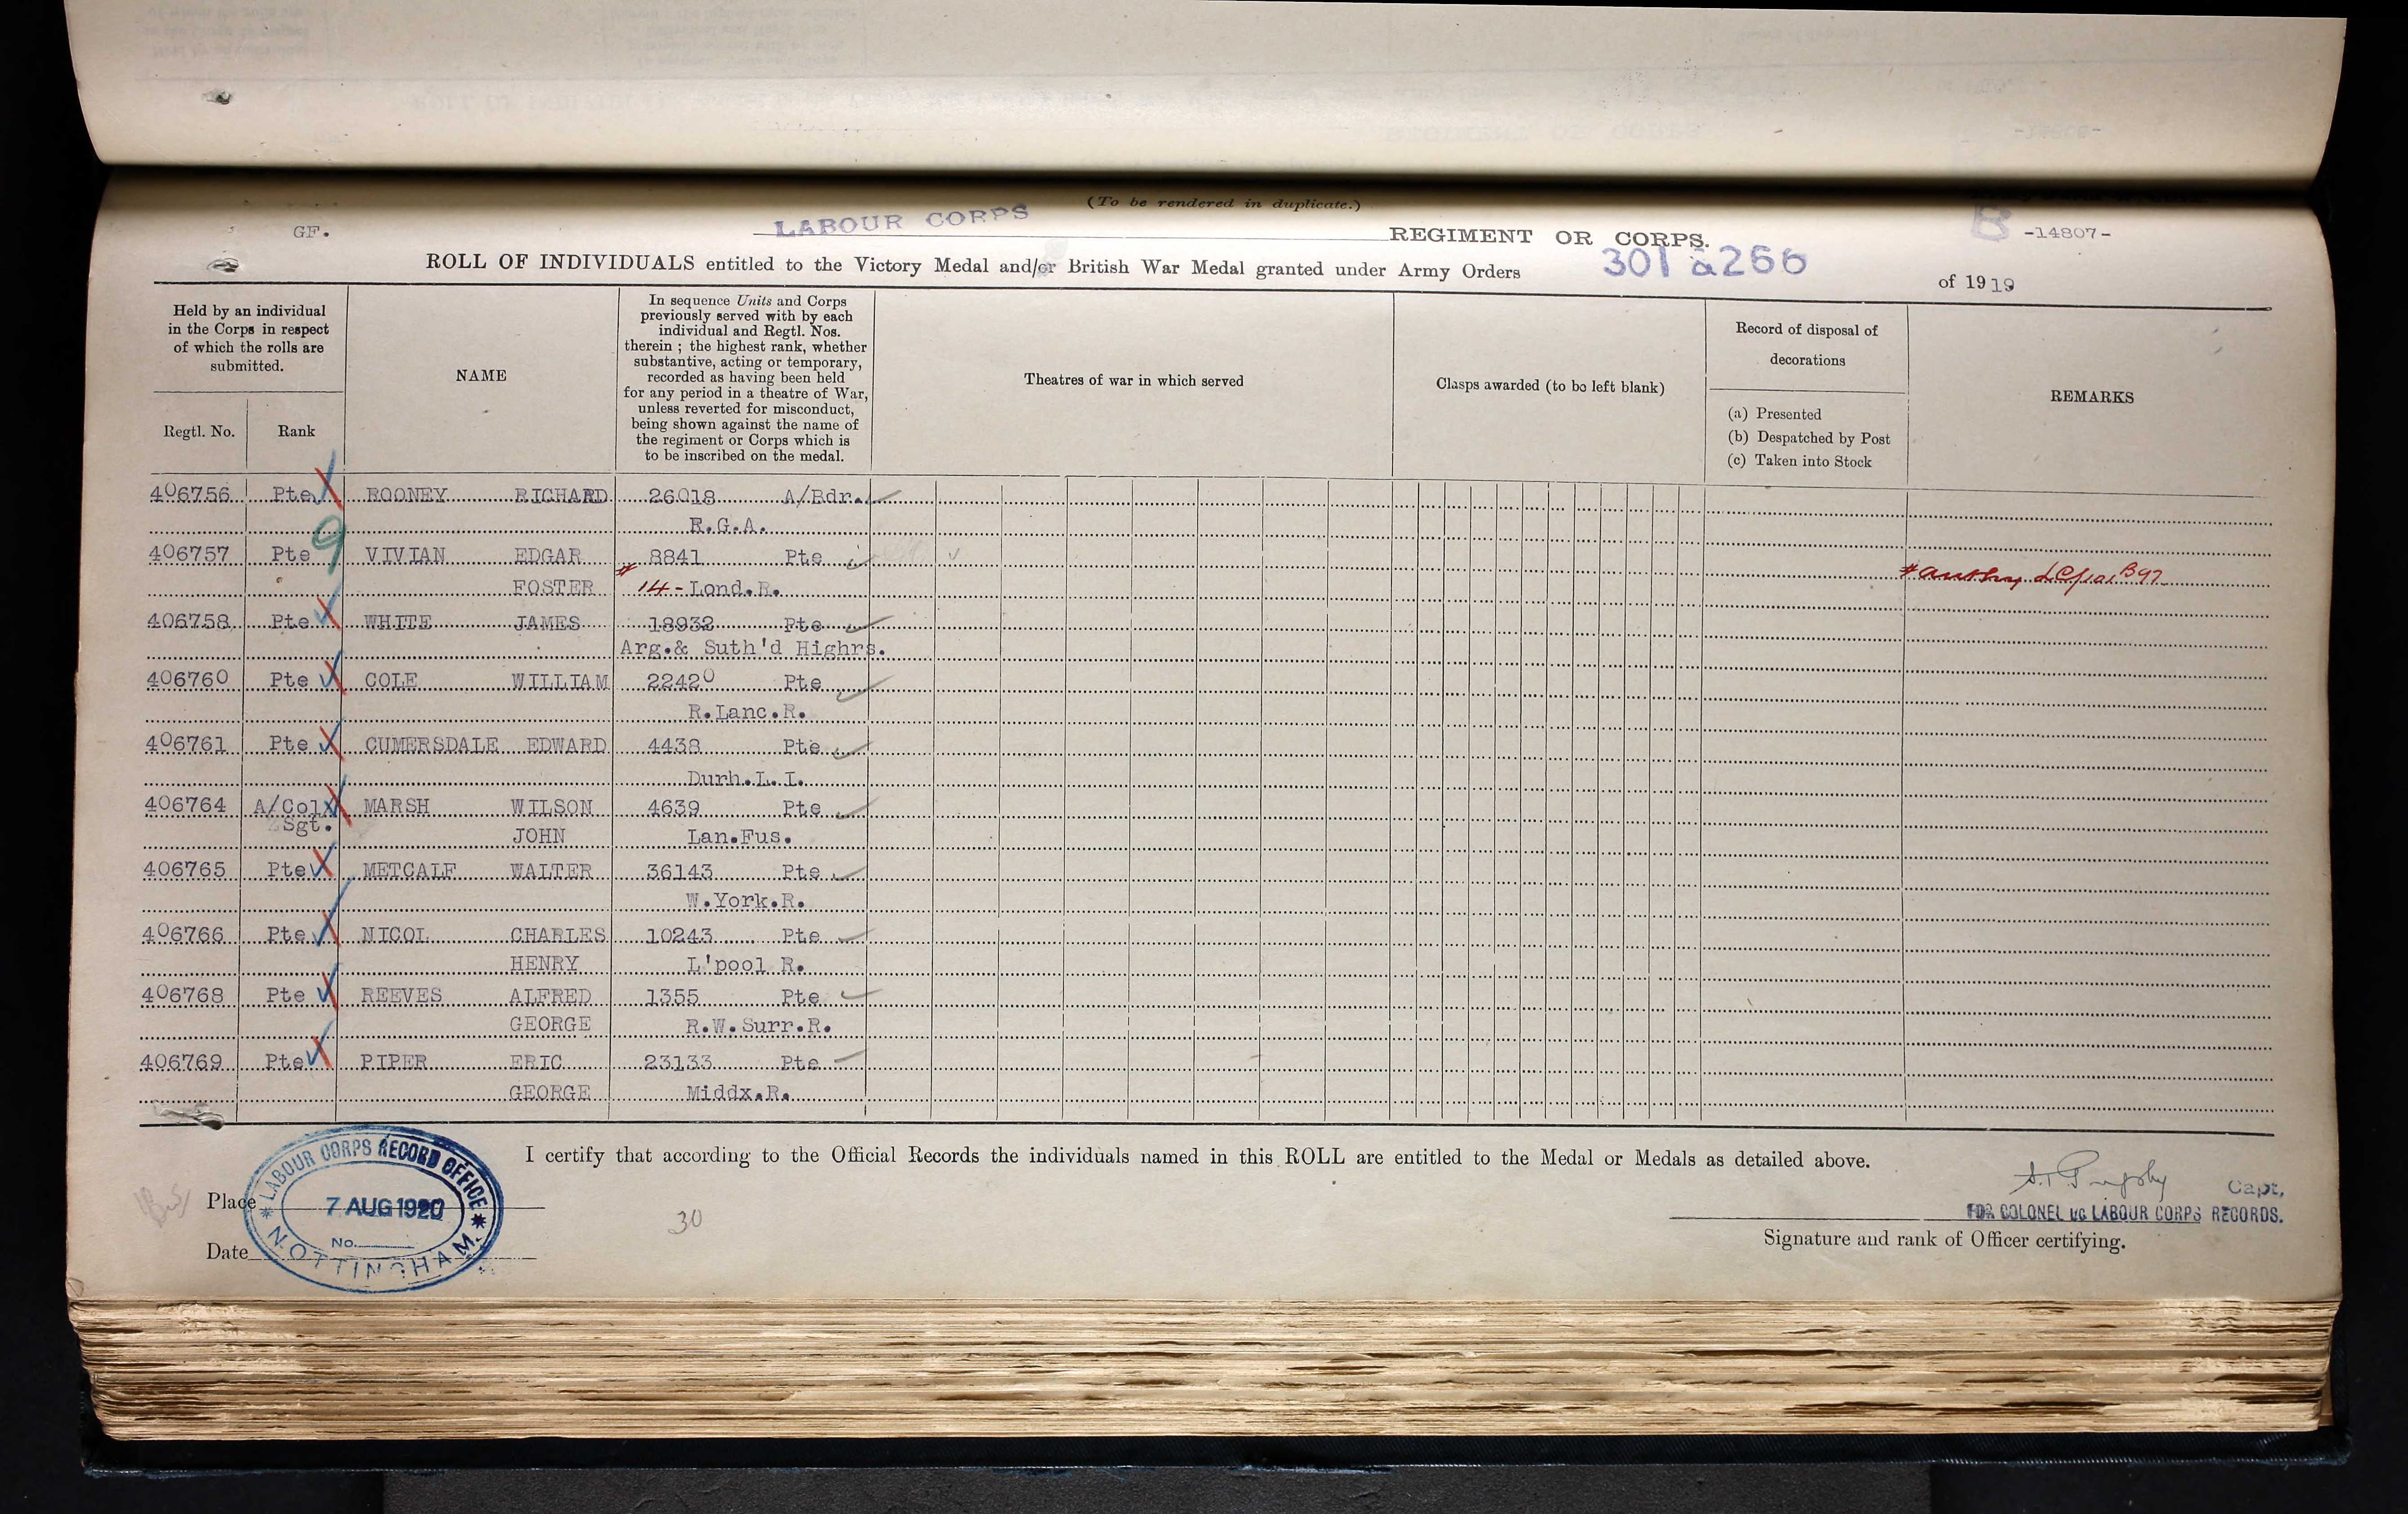 (To be rendered in duplicate.)
GF. LABOUR CORPS REGIMENT OR CORPS. B -14807-
ROLL OF INDIVIDUALS entitled to the Victory Medal and/or British War Medal granted under Army Orders 301 & 266 of 1919
Held by an individual
in the Corps in respect
of which the rolls are
submitted.
Regtl. No. Rank
NAME
In sequence Units and Corps
previously served with by each
individual and Regtl. Nos.
therein ; the highest rank, whether
substantive, acting or temporary,
recorded as having been held
for any period in a theatre of War,
unless reverted for misconduct,
being shown against the name of
the regiment or Corps which is
to be inscribed on the medal.
Theatres of war in which served
Clasps awarded (to be left blank)
Record of disposal of
decorations
(a) Presented
(b) Despatched by Post
(c) Taken into Stock
REMARKS
406756 Pte ROONEY RICHARD 26018 A/Bdr.
R.G.A.
9
406757 Pte VIVIAN EDGAR 8841 Pte
FOSTER # 14- Lond.R. # B97
406758 Pte WHITE JAMES 18932 Pte
Arg.& Suth'd Highrs.
406760 Pte COLE WILLIAM 22420 Pte
R.Lanc.R.
406761 Pte CUMERSDALE EDWARD 4438 Pte
Durh.L.I.
406764 A/Col MARSH WILSON 4639 Pte
Sgt. JOHN Lan.Fus.
406765 Pte METCALF WALTER 36143 Pte
W.York.R.
406766 Pte NICOL CHARLES 10243 Pte
HENRY L'pool R.
406768 Pte REEVES ALFRED 1355 Pte
GEORGE R.W.Surr.R.
406769 Pte PIPER ERIC 23133 Pte
GEORGE Middx.R.
I certify that according to the Official Records the individuals named in this ROLL are entitled to the Medal or Medals as detailed above.
LABOUR CORPS RECORD OFFICE
7 AUG 1920
No.
NOTTINGHAM.
Place
Date
30
Capt,
FOR COLONEL i/c LABOUR CORPS RECORDS.
Signature and rank of Officer certifying.